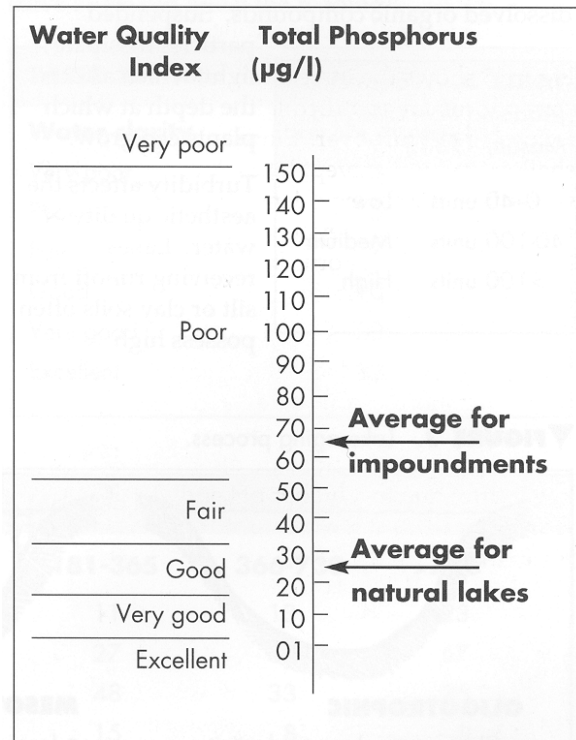 Water Quality Index
Total Phosphorus (µg/l)
Very poor
150
140
130
120
110
Poor
100
90
80
70
Average for
60
impoundments
50
Fair
40
30
Average for
Good
20
natural lakes
Very good
10
01
Excellent